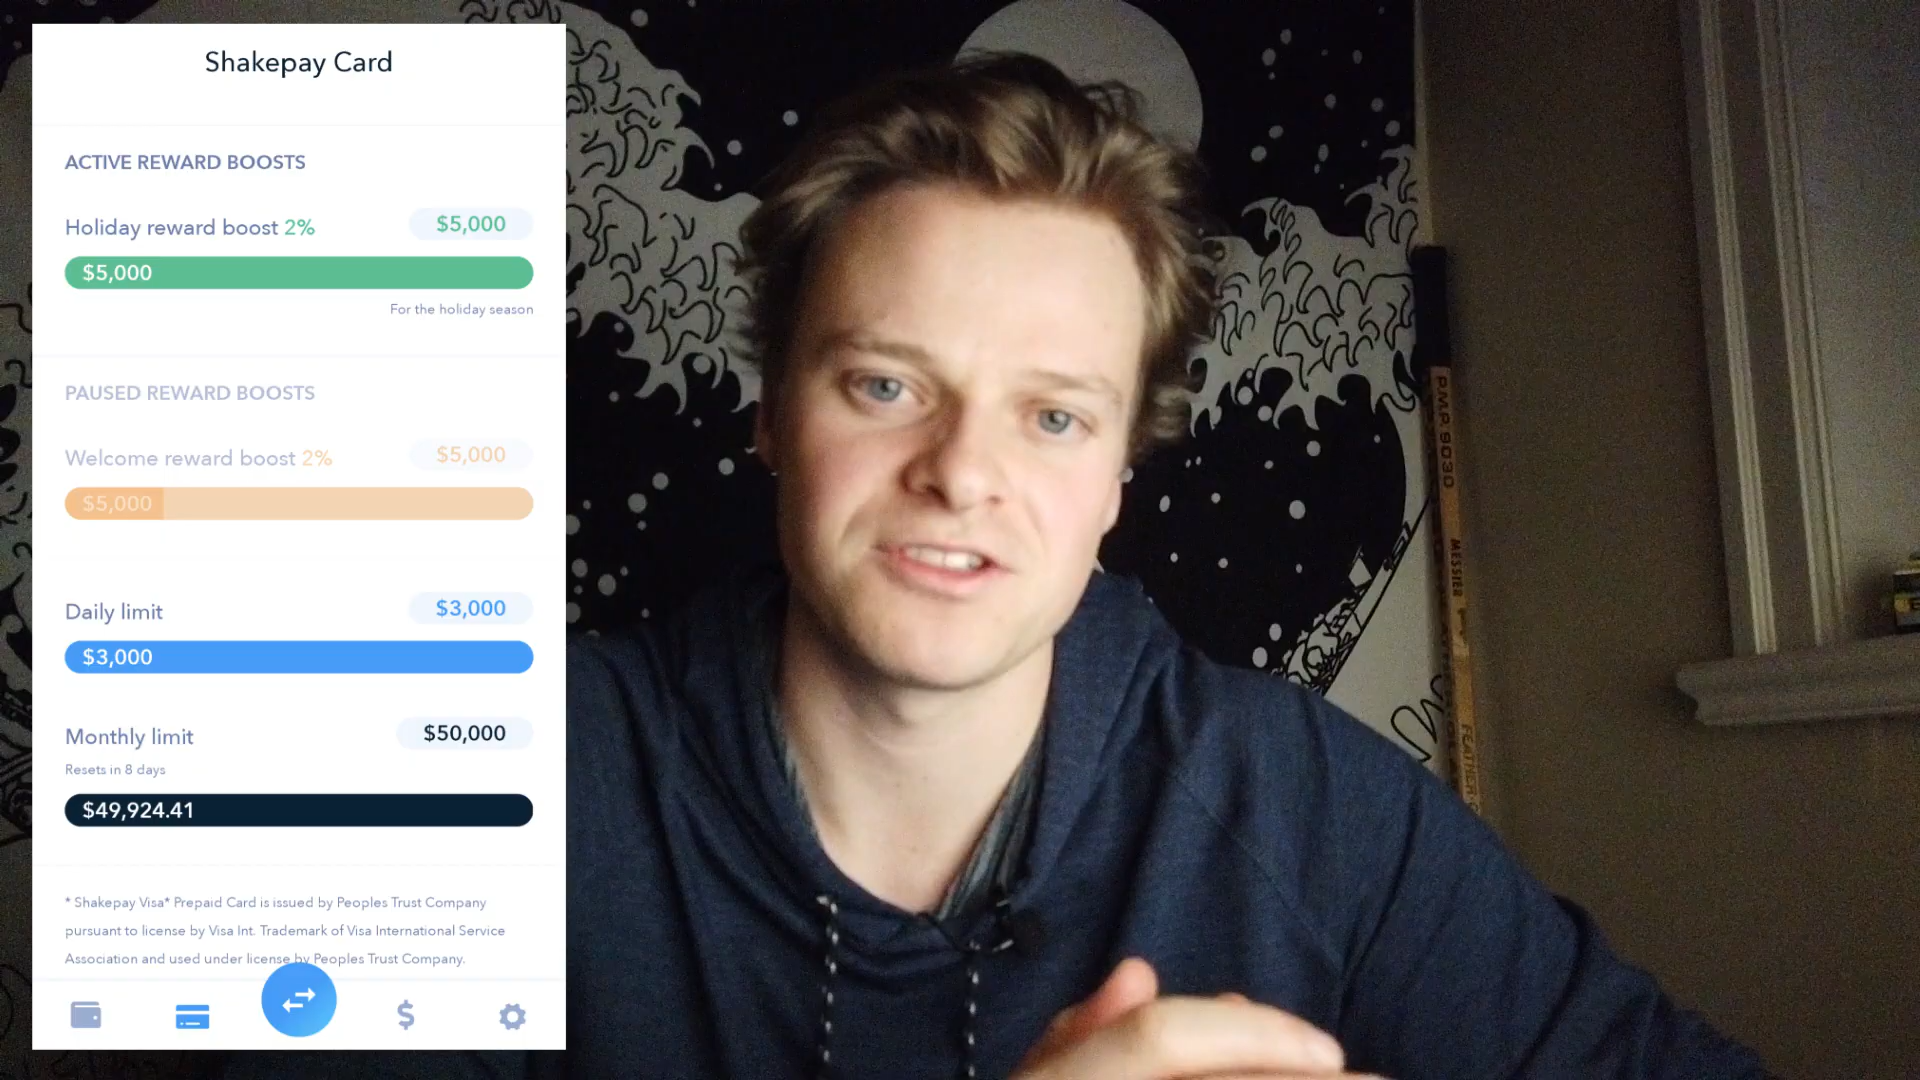 Shakepay Card
ACTIVE REWARD BOOSTS
Holiday reward boost 2% $5,000
$5,000
For the holiday season
PAUSED REWARD BOOSTS
Welcome reward boost 2% $5,000
$5,000
Daily limit $3,000
$3,000
Monthly limit $50,000
Resets in 8 days
$49,924.41
* Shakepay Visa* Prepaid Card is issued by Peoples Trust Company
pursuant to license by Visa Int. Trademark of Visa International Service
Association and used under license by Peoples Trust Company.
P.M.P. 9030
MESSIER
FEATHER